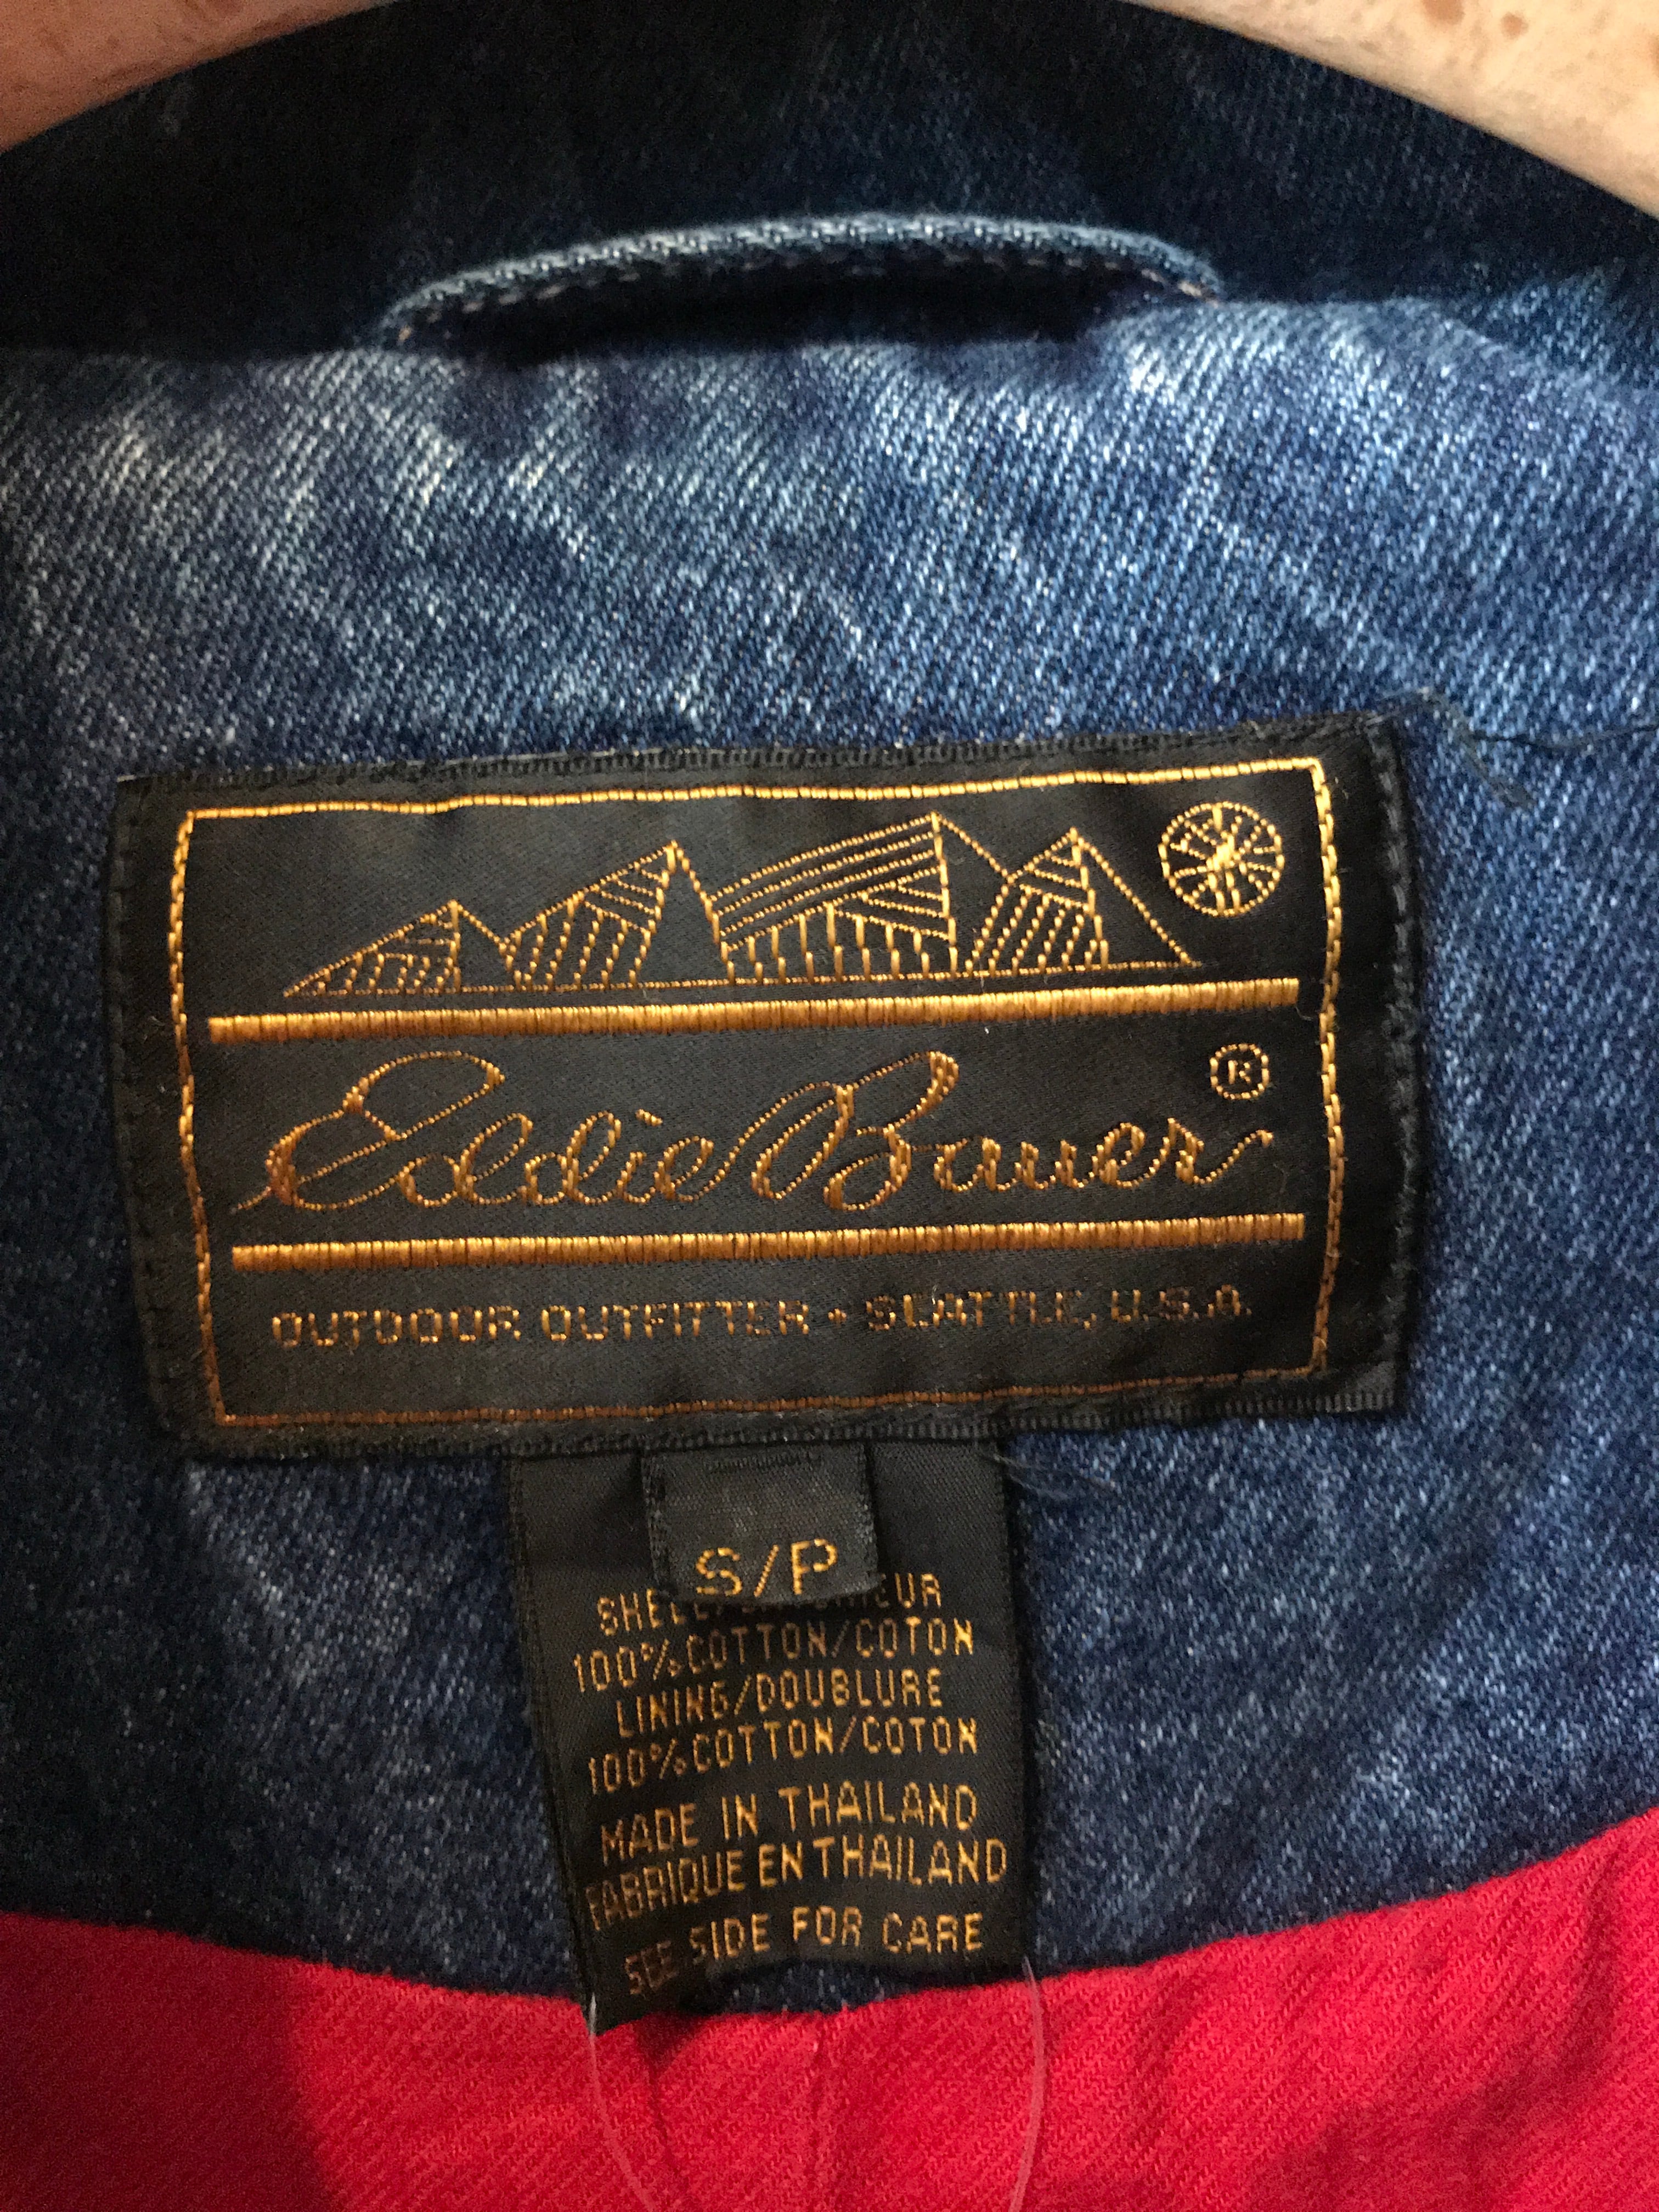 Eddie Bauer ®
OUTDOOR OUTFITTER • SEATTLE, U.S.A.
S/P
100% COTTON/COTON
LINING/DOUBLURE
100% COTTON/COTON
MADE IN THAILAND
FABRIQUE EN THAILAND
SEE SIDE FOR CARE